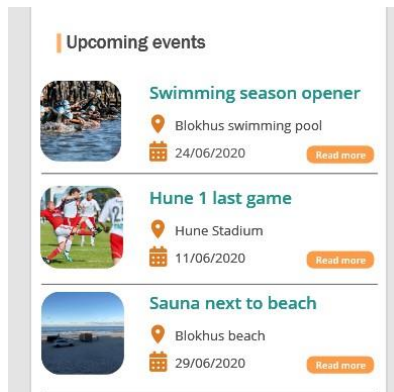 Upcoming events
Swimming season opener
Blokhus swimming pool
24/06/2020
Read more
Hune 1 last game
Hune Stadium
11/06/2020
Read more
Sauna next to beach
Blokhus beach
29/06/2020
Read more